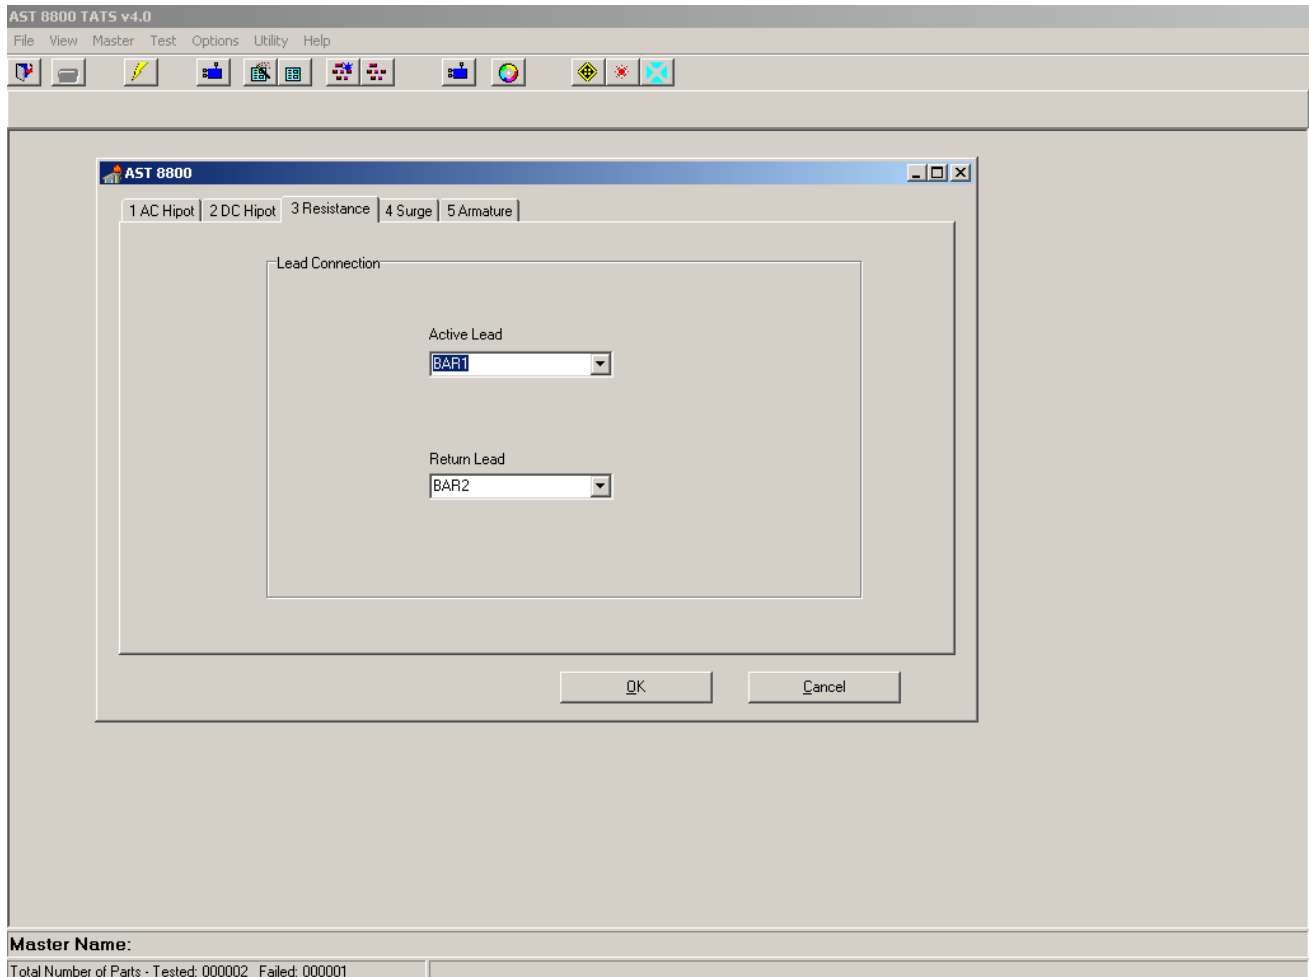 AST 8800 TATS v4.0
File View Master Test Options Utility Help
AST 8800
1 AC Hipot 2 DC Hipot 3 Resistance 4 Surge 5 Armature
Lead Connection
Active Lead
BAR1
Return Lead
BAR2
OK Cancel
Master Name:
Total Number of Parts - Tested: 000002 Failed: 000001